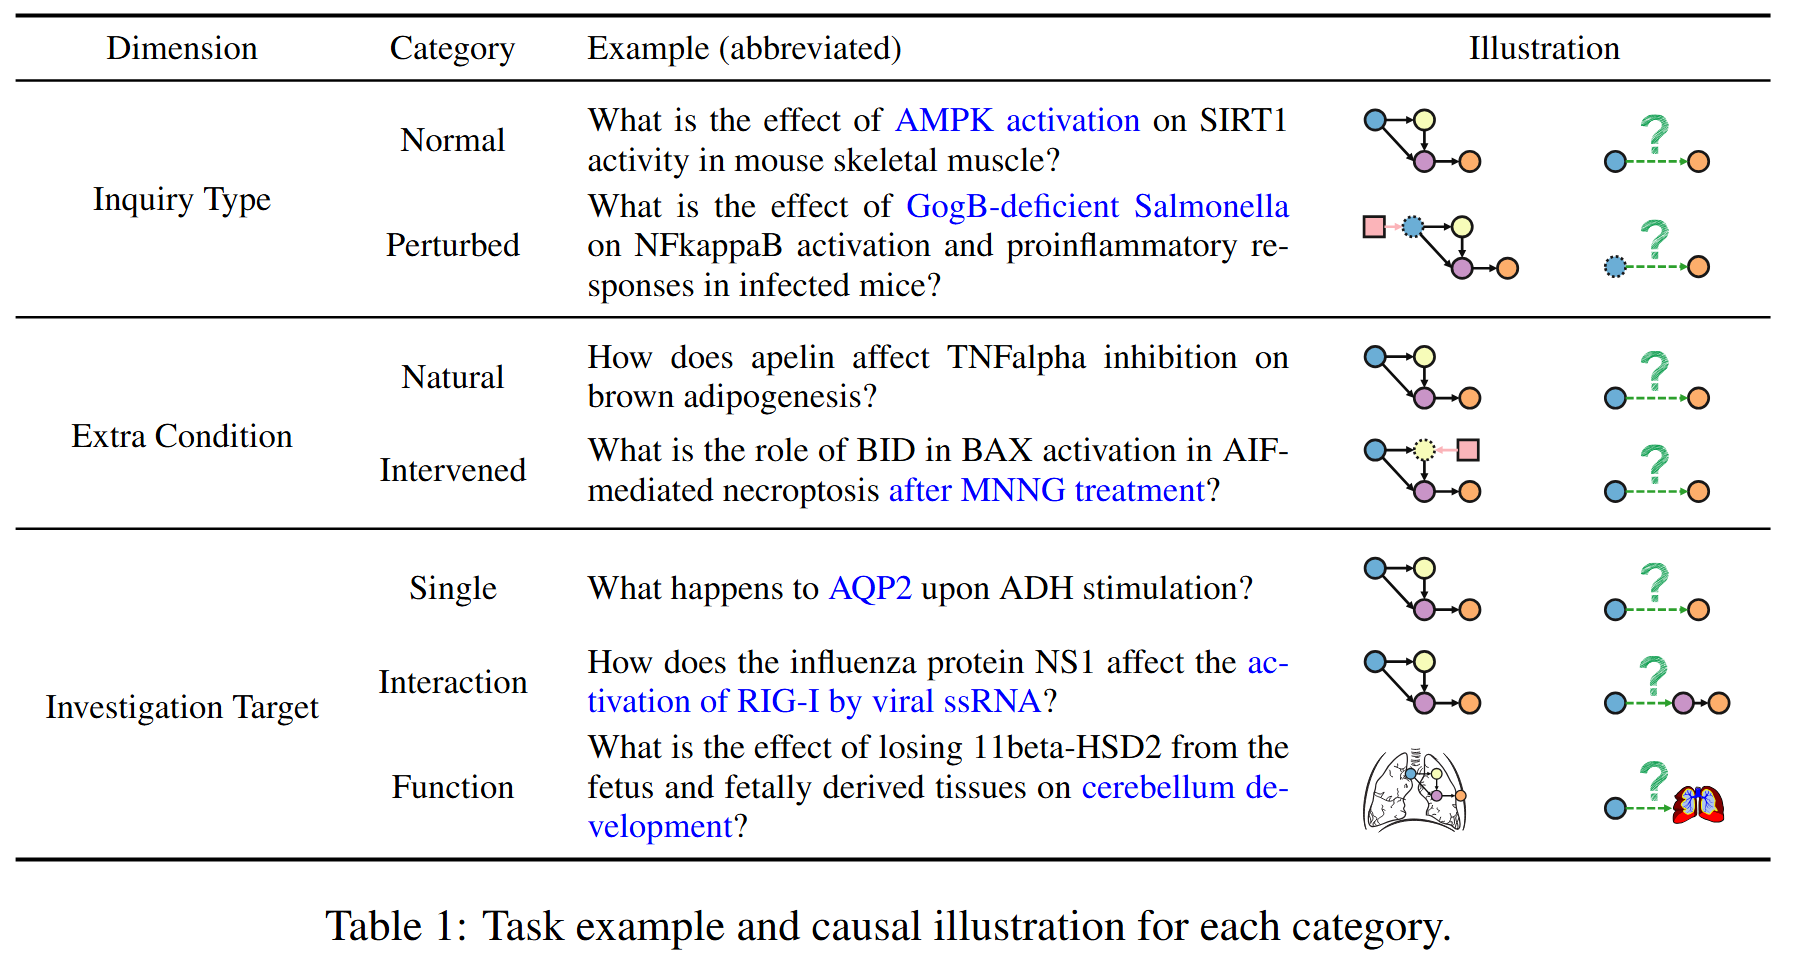 Dimension Category Example (abbreviated) Illustration
Inquiry Type
Normal
What is the effect of AMPK activation on SIRT1
activity in mouse skeletal muscle?
?
Perturbed
What is the effect of GogB-deficient Salmonella
on NFkappaB activation and proinflammatory re-
sponses in infected mice?
?
Extra Condition
Natural
How does apelin affect TNFalpha inhibition on
brown adipogenesis?
?
Intervened
What is the role of BID in BAX activation in AIF-
mediated necroptosis after MNNG treatment?
?
Investigation Target
Single
What happens to AQP2 upon ADH stimulation?
?
Interaction
How does the influenza protein NS1 affect the ac-
tivation of RIG-I by viral ssRNA?
?
Function
What is the effect of losing 11beta-HSD2 from the
fetus and fetally derived tissues on cerebellum de-
velopment?
?
Table 1: Task example and causal illustration for each category.